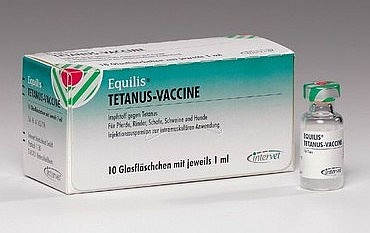 Equilis®
TETANUS-VACCINE
Impfstoff gegen Tetanus
Für Pferde, Rinder, Schafe, Schweine und Hunde
Injektionssuspension zur intramuskulären Anwendung
10 Glasfläschchen mit jeweils 1 ml
intervet
EQUILIS®
TETANUS-VACCINE
intervet